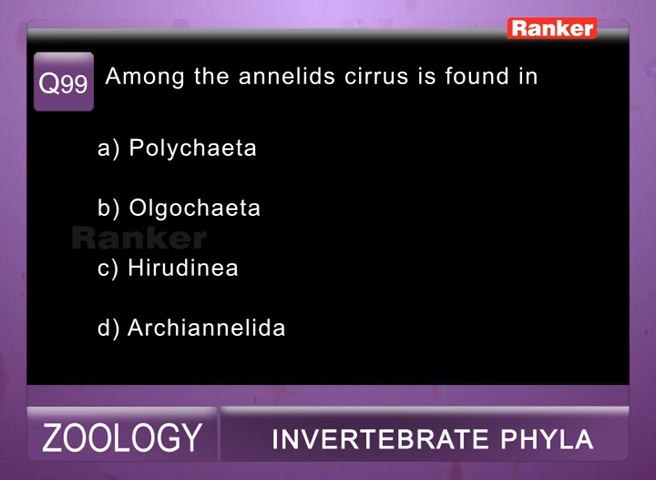 Ranker
Q99 Among the annelids cirrus is found in
a) Polychaeta
b) Olgochaeta
Ranker
c) Hirudinea
d) Archiannelida
ZOOLOGY INVERTEBRATE PHYLA